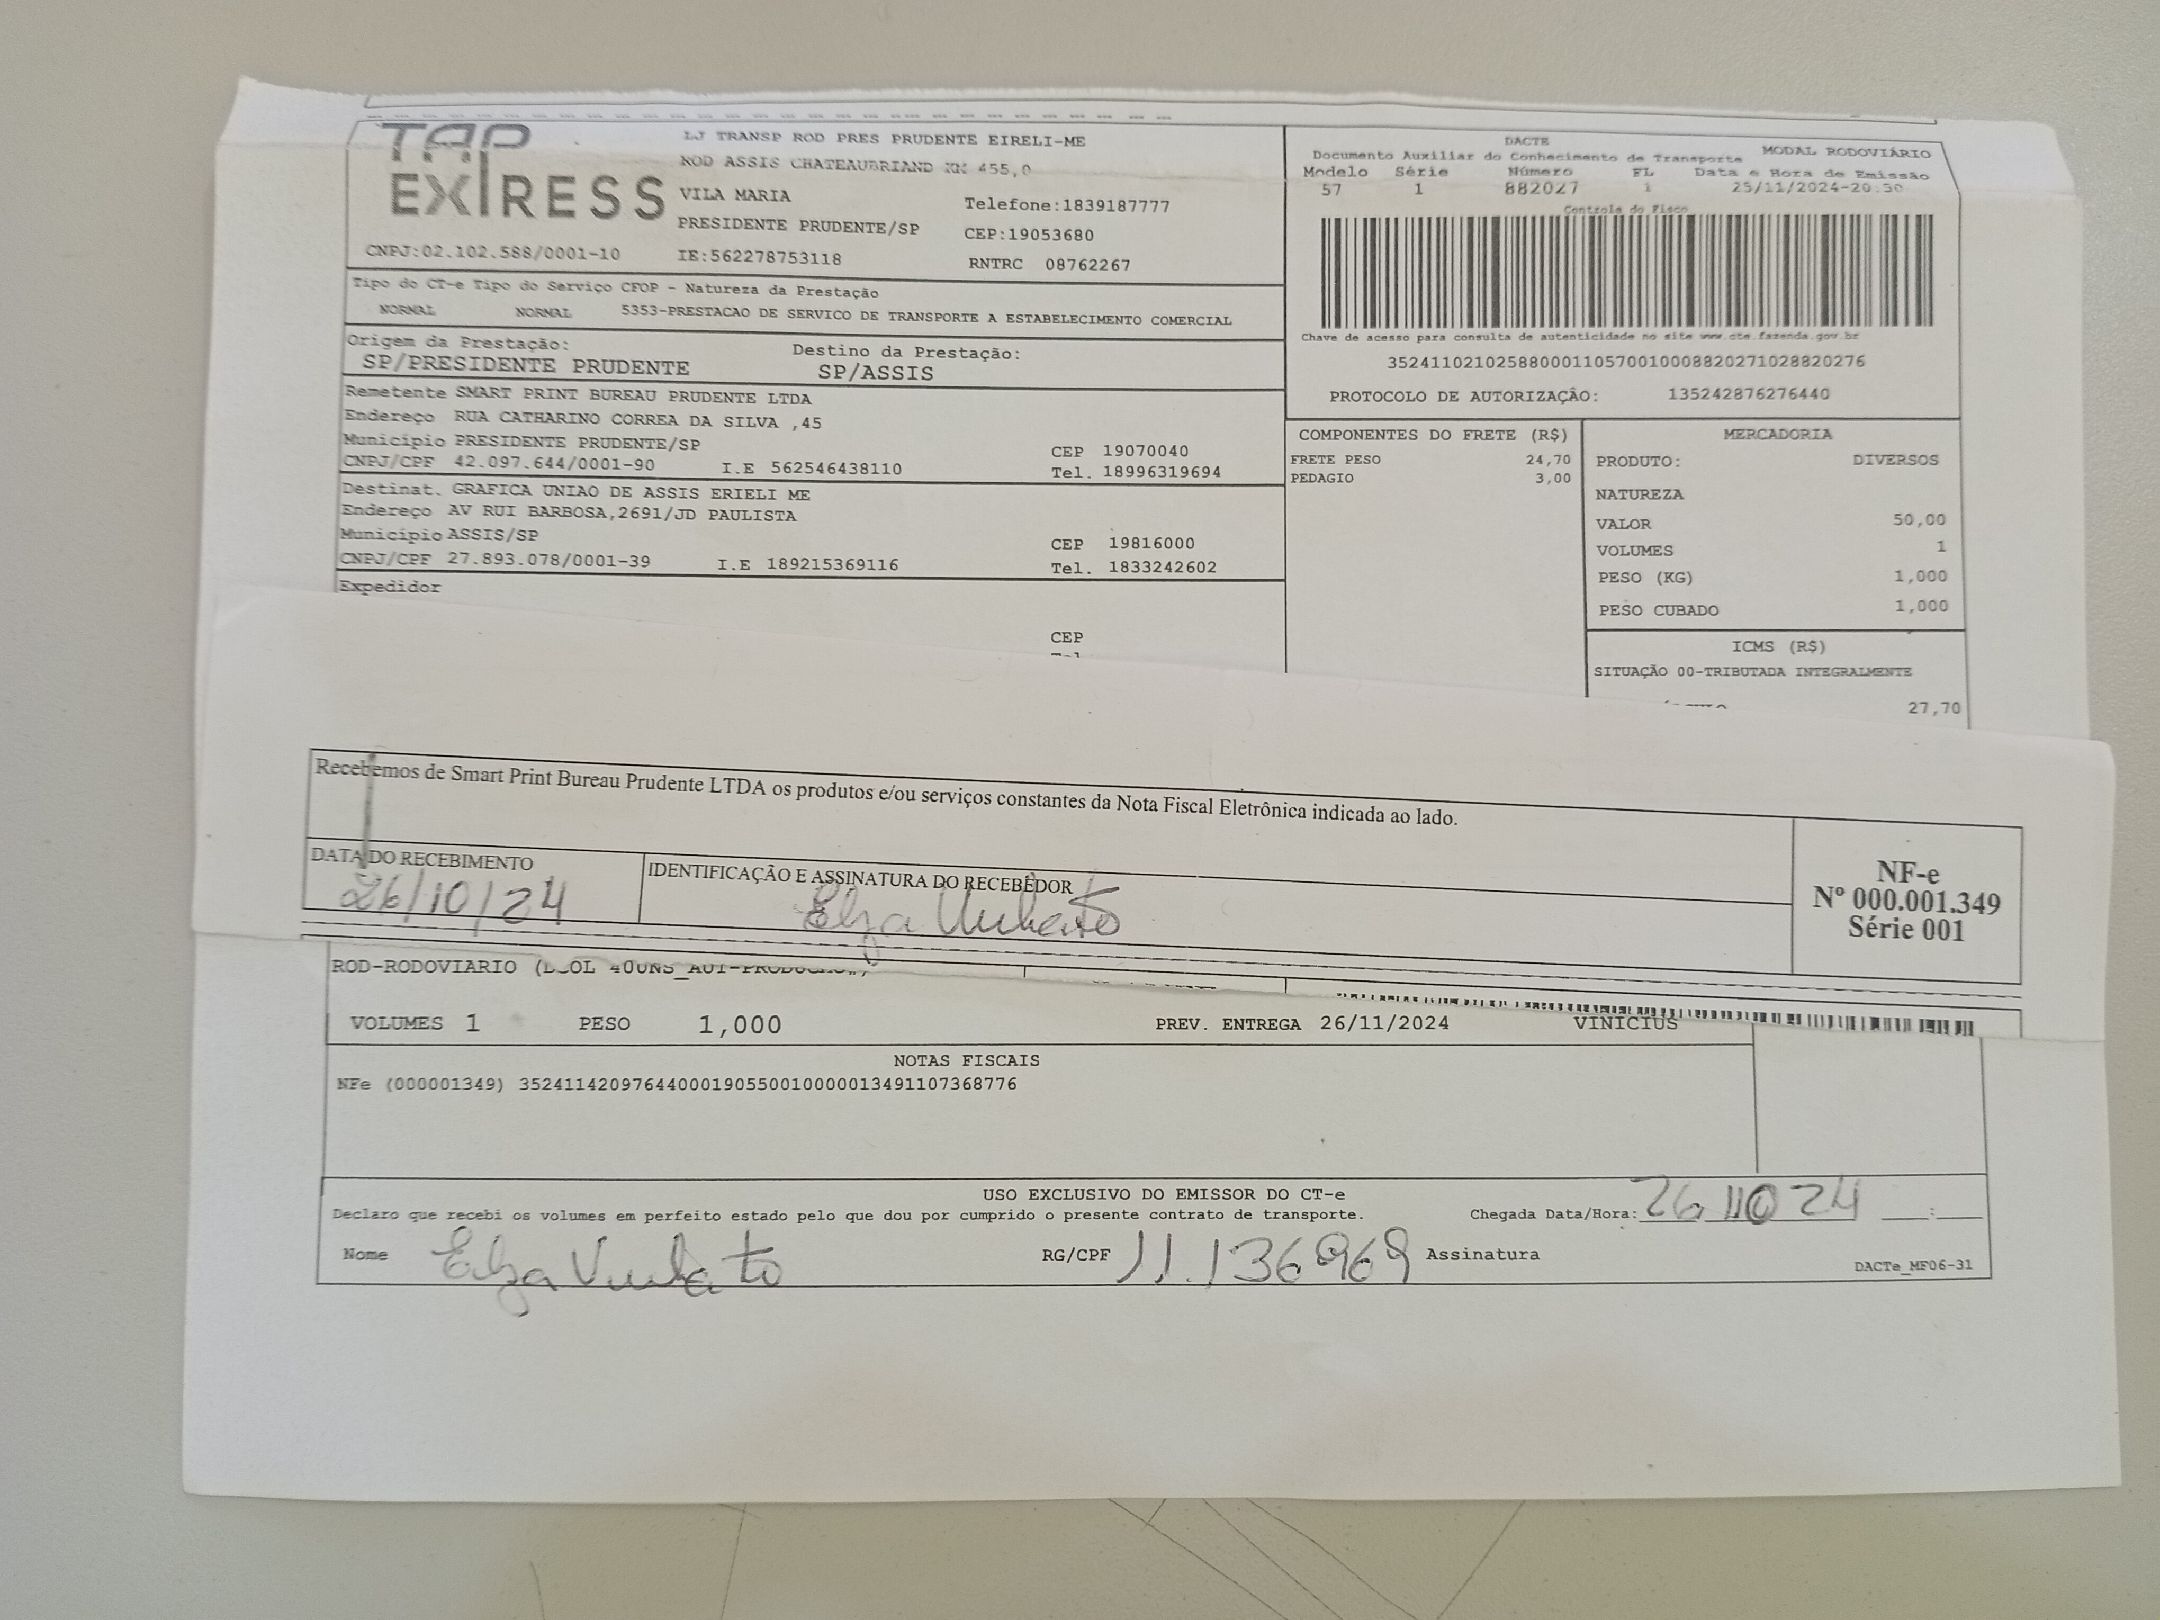 TAP
EXPRESS
LJ TRANSP ROD PRES PRUDENTE EIRELI-ME
ROD ASSIS CHATEAUBRIAND KM 455,0
VILA MARIA
Telefone:1839187777
PRESIDENTE PRUDENTE/SP
CEP:19053680
CNPJ:02.102.588/0001-10 IE:562278753118 RNTRC 08762267
DACTE
Documento Auxiliar do Conhecimento de Transporte MODAL RODOVIÁRIO
Modelo Série Número FL Data e Hora de Emissão
57 1 882027 1 25/11/2024-20:30
Controle do Fisco
Chave de acesso para consulta de autenticidade no site www.cte.fazenda.gov.br
35241102102588000110570010008820271028820276
PROTOCOLO DE AUTORIZAÇÃO: 135242876276440
Tipo do CT-e Tipo do Serviço CFOP - Natureza da Prestação
NORMAL NORMAL 5353-PRESTACAO DE SERVICO DE TRANSPORTE A ESTABELECIMENTO COMERCIAL
Origem da Prestação: Destino da Prestação:
SP/PRESIDENTE PRUDENTE SP/ASSIS
Remetente SMART PRINT BUREAU PRUDENTE LTDA
Endereço RUA CATHARINO CORREA DA SILVA ,45
Município PRESIDENTE PRUDENTE/SP CEP 19070040
CNPJ/CPF 42.097.644/0001-90 I.E 562546438110 Tel. 18996319694
Destinat. GRAFICA UNIAO DE ASSIS ERIELI ME
Endereço AV RUI BARBOSA,2691/JD PAULISTA
Município ASSIS/SP CEP 19816000
CNPJ/CPF 27.893.078/0001-39 I.E 189215369116 Tel. 1833242602
Expedidor
CEP
COMPONENTES DO FRETE (R$)
FRETE PESO 24,70
PEDAGIO 3,00
MERCADORIA
PRODUTO: DIVERSOS
NATUREZA
VALOR 50,00
VOLUMES 1
PESO (KG) 1,000
PESO CUBADO 1,000
ICMS (R$)
SITUAÇÃO 00-TRIBUTADA INTEGRALMENTE
27,70
Recebemos de Smart Print Bureau Prudente LTDA os produtos e/ou serviços constantes da Nota Fiscal Eletrônica indicada ao lado.
DATA DO RECEBIMENTO IDENTIFICAÇÃO E ASSINATURA DO RECEBEDOR
26/10/24 Elza
NF-e
Nº 000.001.349
Série 001
ROD-RODOVIARIO
VOLUMES 1 PESO 1,000 PREV. ENTREGA 26/11/2024 VINICIUS
NOTAS FISCAIS
NFe (000001349) 35241142097644000190550010000013491107368776
USO EXCLUSIVO DO EMISSOR DO CT-e
Declaro que recebi os volumes em perfeito estado pelo que dou por cumprido o presente contrato de transporte. Chegada Data/Hora: 26 10 24 :
Nome Elza RG/CPF 11.136969 Assinatura
DACTe_MF06-31